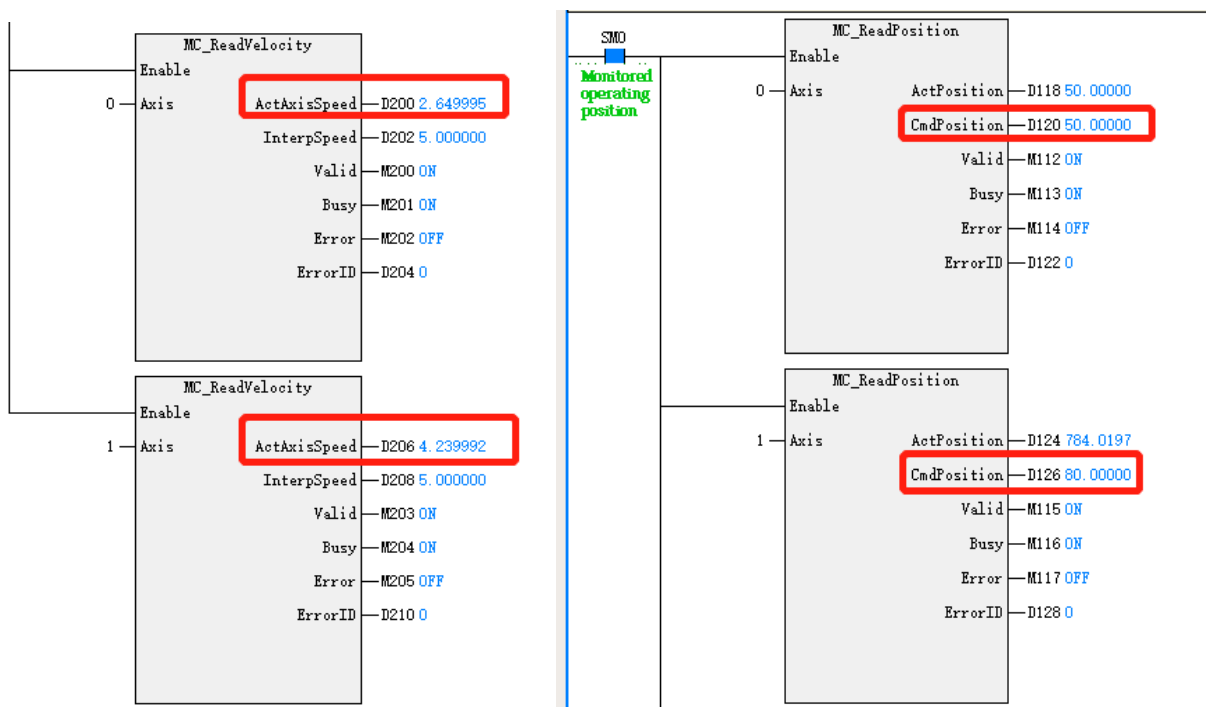 MC_ReadVelocity
Enable
0 Axis ActAxisSpeed D200 2.649995
InterpSpeed D202 5.000000
Valid M200 ON
Busy M201 ON
Error M202 OFF
ErrorID D204 0
MC_ReadVelocity
Enable
1 Axis ActAxisSpeed D206 4.239992
InterpSpeed D208 5.000000
Valid M203 ON
Busy M204 ON
Error M205 OFF
ErrorID D210 0
SM0
Monitored
operating
position
MC_ReadPosition
Enable
0 Axis ActPosition D118 50.00000
CmdPosition D120 50.00000
Valid M112 ON
Busy M113 ON
Error M114 OFF
ErrorID D122 0
MC_ReadPosition
Enable
1 Axis ActPosition D124 784.0197
CmdPosition D126 80.00000
Valid M115 ON
Busy M116 ON
Error M117 OFF
ErrorID D128 0